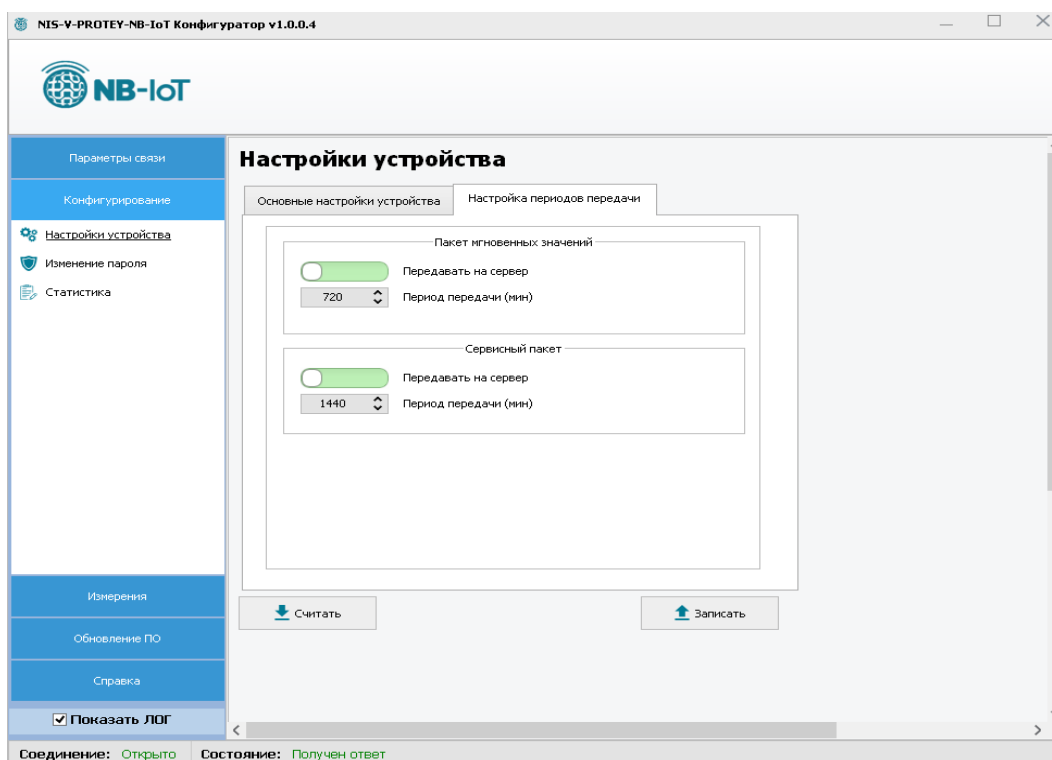 NIS-V-PROTEY-NB-IoT Конфигуратор v1.0.0.4
NB-IoT
Параметры связи
Конфигурирование
Настройки устройства
Изменение пароля
Статистика
Измерения
Обновление ПО
Справка
Показать ЛОГ
Настройки устройства
Основные настройки устройства
Настройка периодов передачи
Пакет мгновенных значений
Передавать на сервер
720 Период передачи (мин)
Сервисный пакет
Передавать на сервер
1440 Период передачи (мин)
Считать
Записать
Соединение: Открыто Состояние: Получен ответ